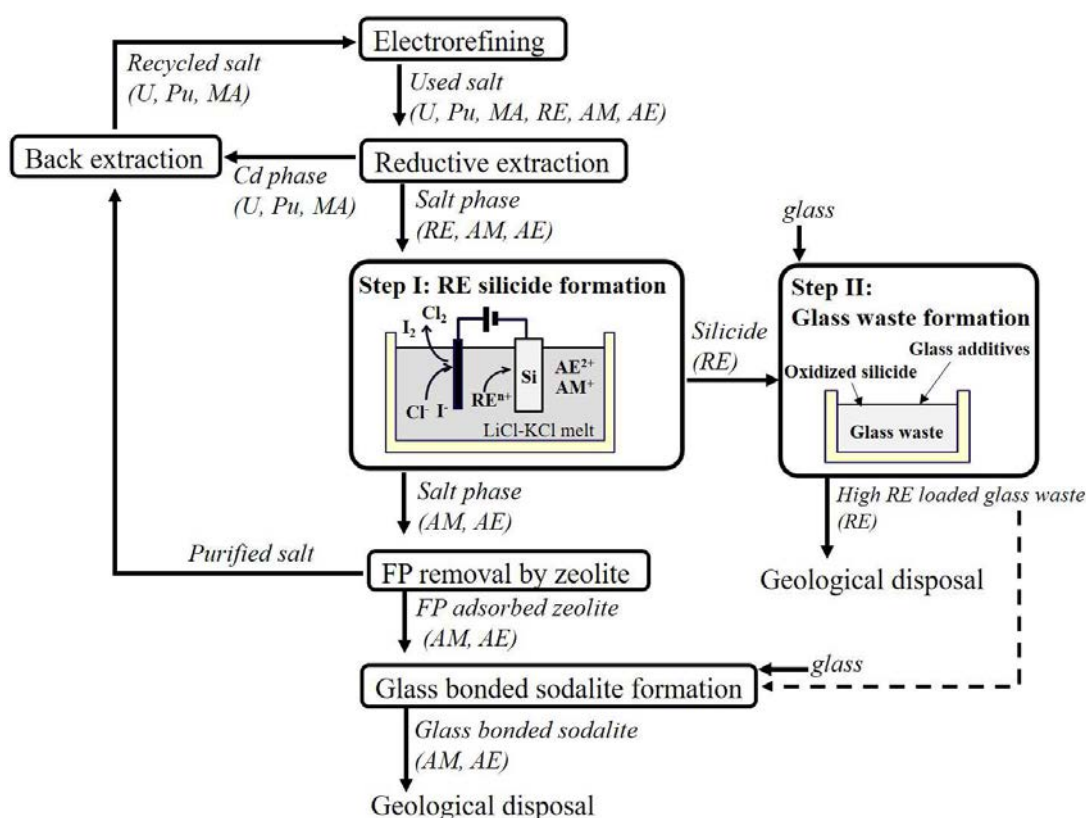 Electrorefining
Recycled salt
(U, Pu, MA)
Used salt
(U, Pu, MA, RE, AM, AE)
Back extraction
Reductive extraction
Cd phase
(U, Pu, MA)
Salt phase
(RE, AM, AE)
glass
Step I: RE silicide formation
I2
Cl2
Cl- I-
REn+
Si
AE2+
AM+
LiCl-KCl melt
Silicide
(RE)
Step II:
Glass waste formation
Glass additives
Oxidized silicide
Glass waste
Salt phase
(AM, AE)
High RE loaded glass waste
(RE)
Purified salt
FP removal by zeolite
Geological disposal
FP adsorbed zeolite
(AM, AE)
glass
Glass bonded sodalite formation
Glass bonded sodalite
(AM, AE)
Geological disposal